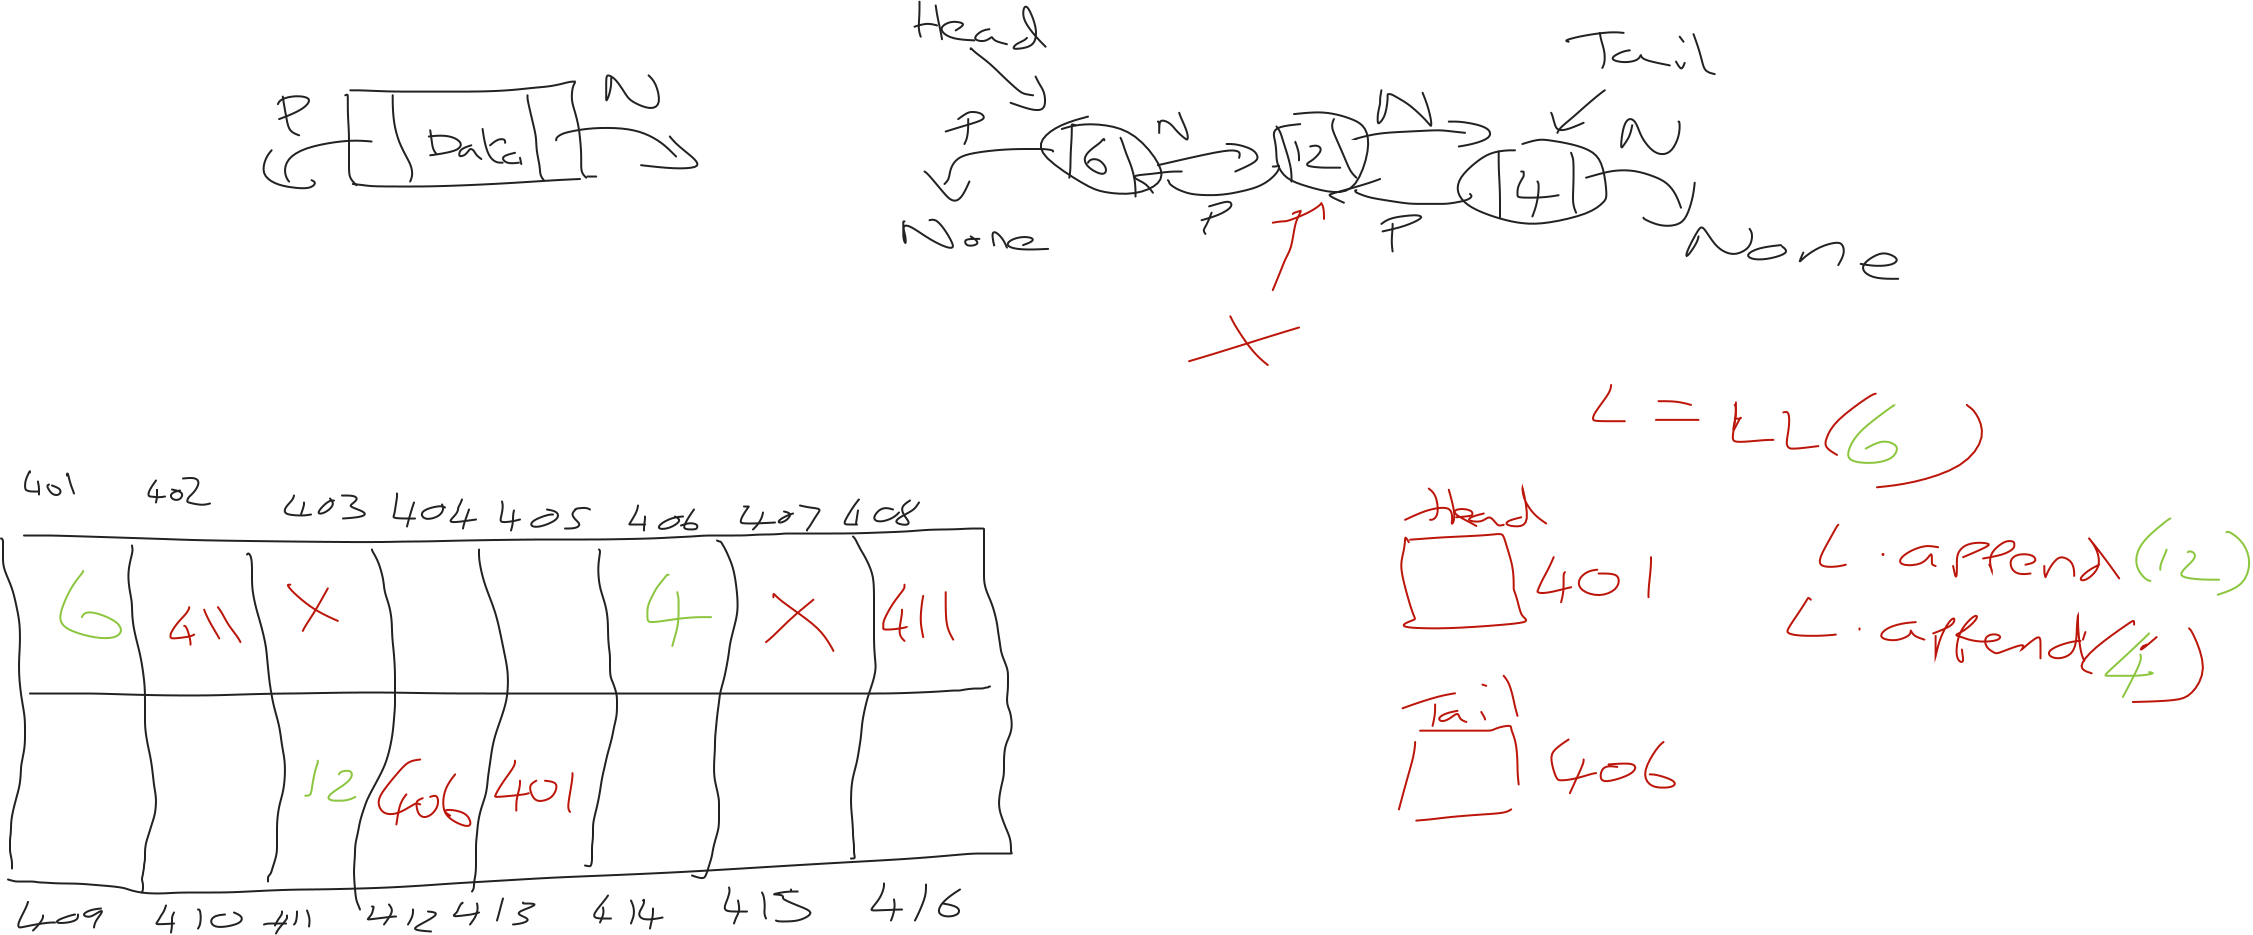 Head
Tail
P
N
Data
P
6
N
12
N
4
N
P
P
None
None
X
L = LL(6)
401 402 403 404 405 406 407 408
Head
401
L.append(12)
6 411 X 4 X 411
L.append(4)
Tail
406
12 406 401
409 410 411 412 413 414 415 416